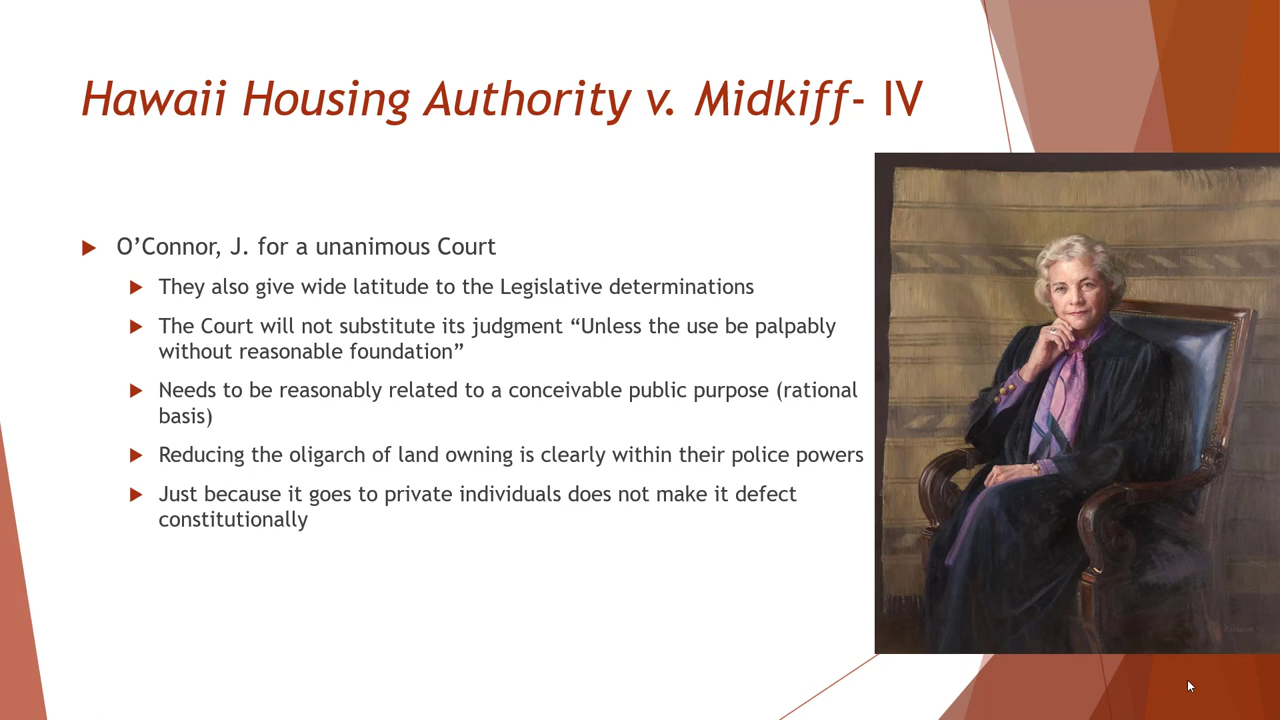 Hawaii Housing Authority v. Midkiff- IV
O’Connor, J. for a unanimous Court
They also give wide latitude to the Legislative determinations
The Court will not substitute its judgment “Unless the use be palpably
without reasonable foundation”
Needs to be reasonably related to a conceivable public purpose (rational
basis)
Reducing the oligarch of land owning is clearly within their police powers
Just because it goes to private individuals does not make it defect
constitutionally